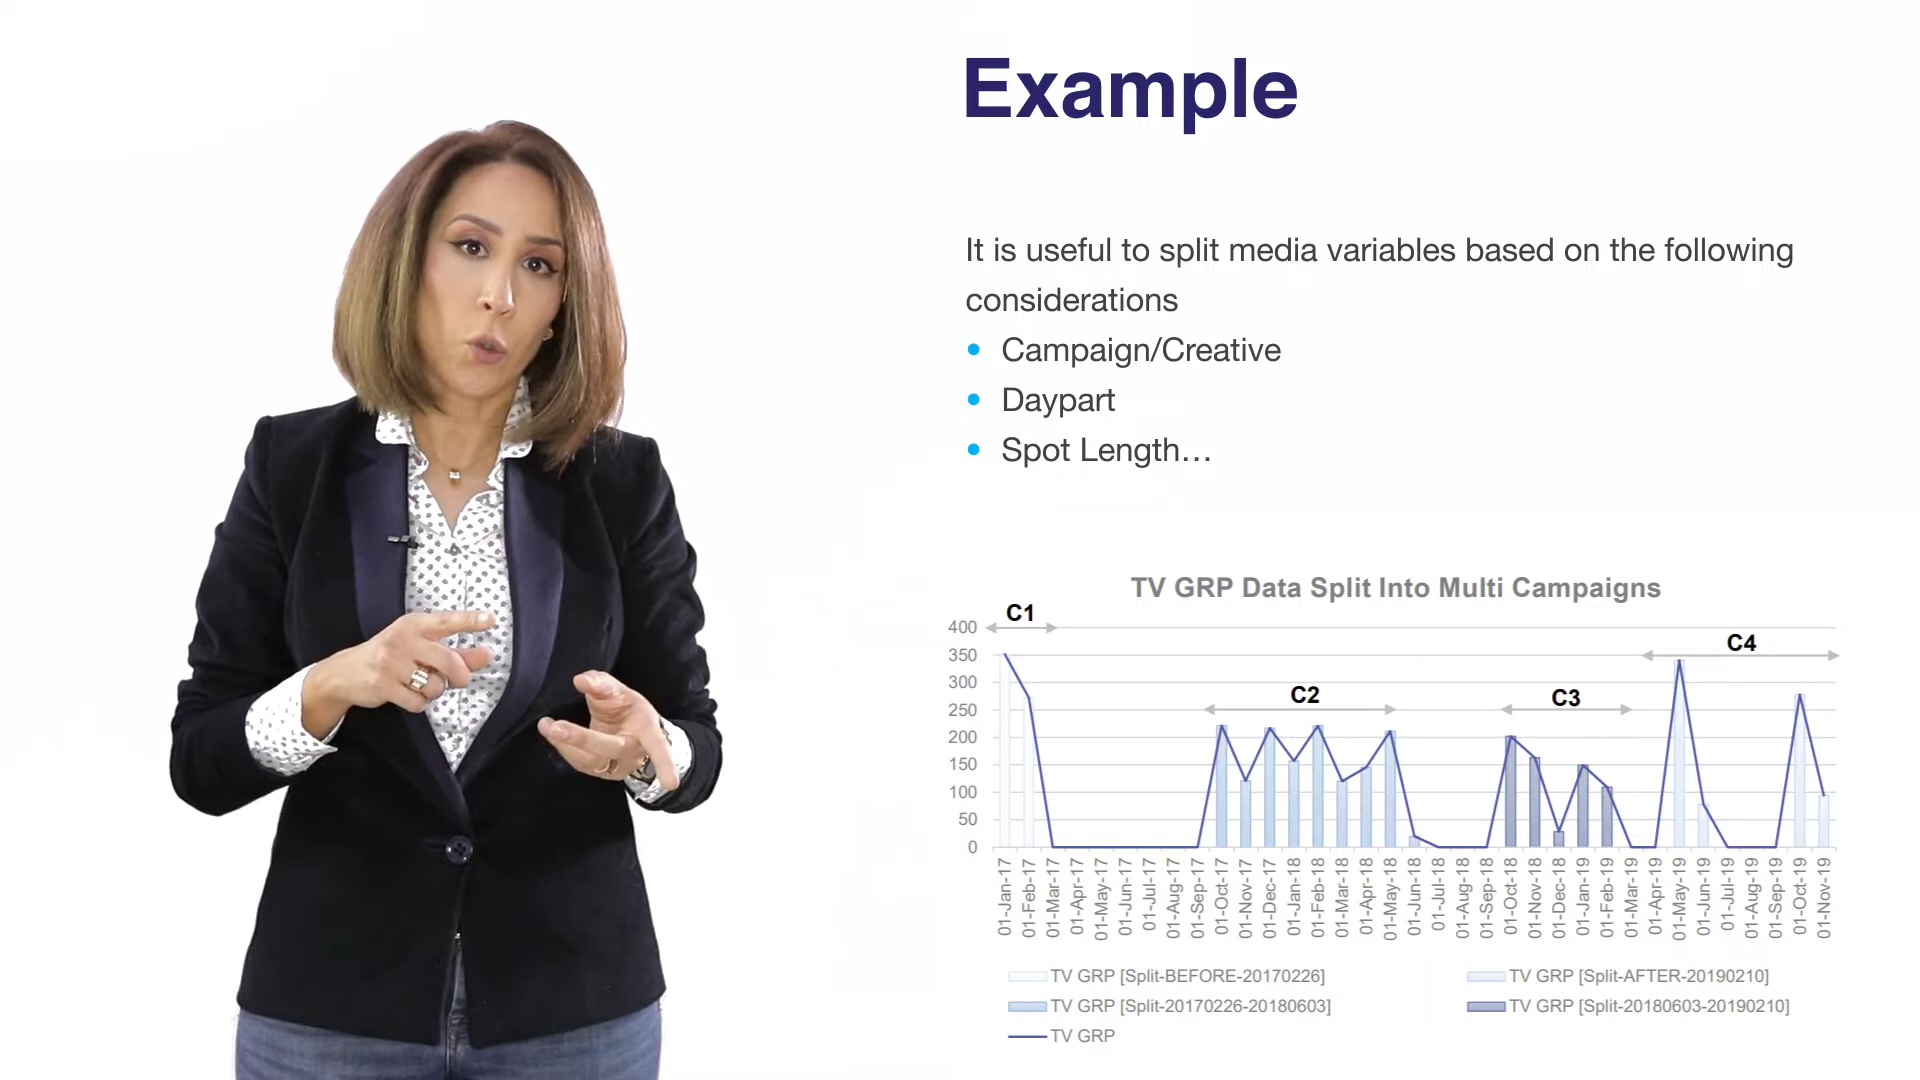 Example
It is useful to split media variables based on the following
considerations
Campaign/Creative
Daypart
Spot Length…
TV GRP Data Split Into Multi Campaigns
C1
C2
C3
C4
400
350
300
250
200
150
100
50
0
01-Jan-17
01-Feb-17
01-Mar-17
01-Apr-17
01-May-17
01-Jun-17
01-Jul-17
01-Aug-17
01-Sep-17
01-Oct-17
01-Nov-17
01-Dec-17
01-Jan-18
01-Feb-18
01-Mar-18
01-Apr-18
01-May-18
01-Jun-18
01-Jul-18
01-Aug-18
01-Sep-18
01-Oct-18
01-Nov-18
01-Dec-18
01-Jan-19
01-Feb-19
01-Mar-19
01-Apr-19
01-May-19
01-Jun-19
01-Jul-19
01-Aug-19
01-Sep-19
01-Oct-19
01-Nov-19
TV GRP [Split-BEFORE-20170226]
TV GRP [Split-AFTER-20190210]
TV GRP [Split-20170226-20180603]
TV GRP [Split-20180603-20190210]
TV GRP